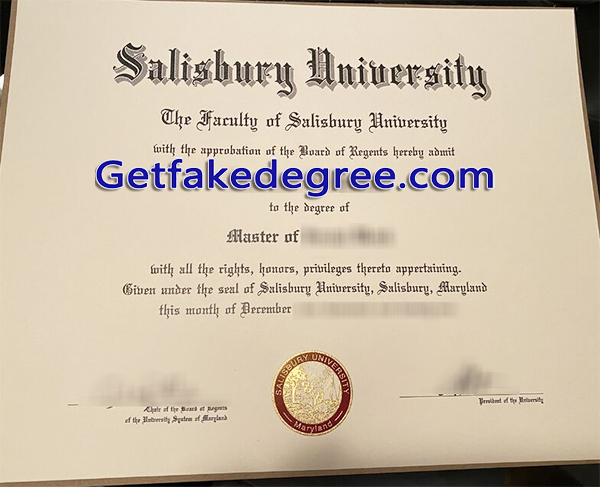 Salisbury University
The Faculty of Salisbury University
with the approbation of the Board of Regents hereby admit
Getfakedegree.com
to the degree of
Master of
with all the rights, honors, privileges thereto appertaining.
Given under the seal of Salisbury University, Salisbury, Maryland
this month of December
SALISBURY UNIVERSITY
Maryland
Chair of the Board of Regents
of the University System of Maryland
President of the University